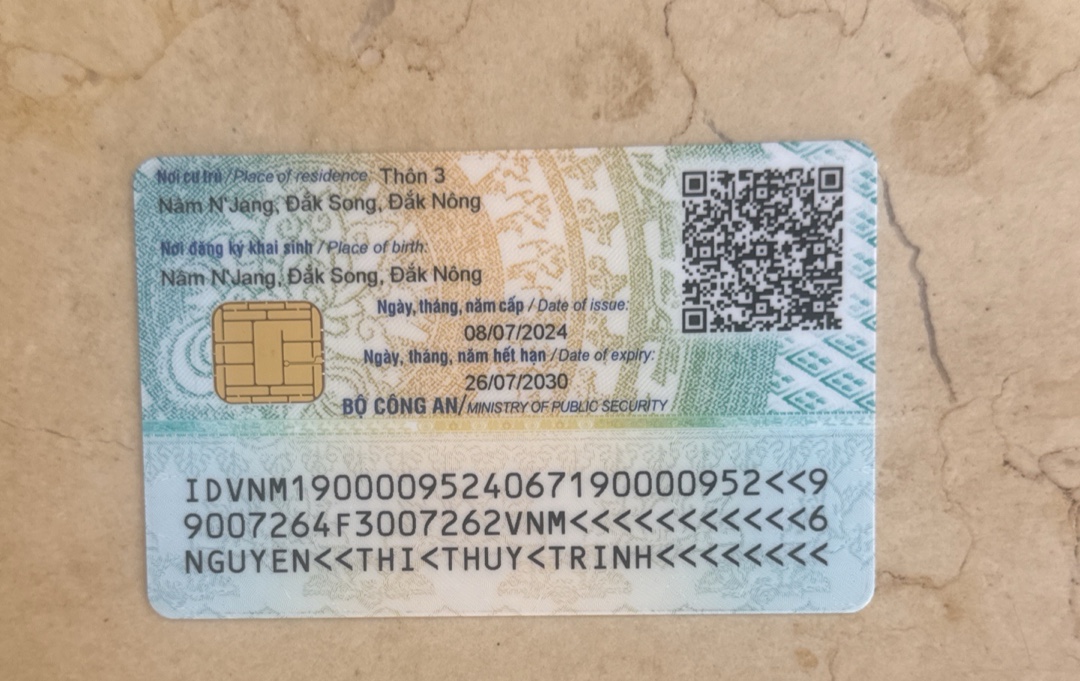 Nơi cư trú / Place of residence: Thôn 3
Nâm N'Jang, Đắk Song, Đắk Nông
Nơi đăng ký khai sinh / Place of birth:
Nâm N'Jang, Đắk Song, Đắk Nông
Ngày, tháng, năm cấp / Date of issue:
08/07/2024
Ngày, tháng, năm hết hạn / Date of expiry:
26/07/2030
BỘ CÔNG AN/MINISTRY OF PUBLIC SECURITY
IDVNM1900009524067190000952<<9
9007264F3007262VNM<<<<<<<<<<<6
NGUYEN<<THI<THUY<TRINH<<<<<<<<